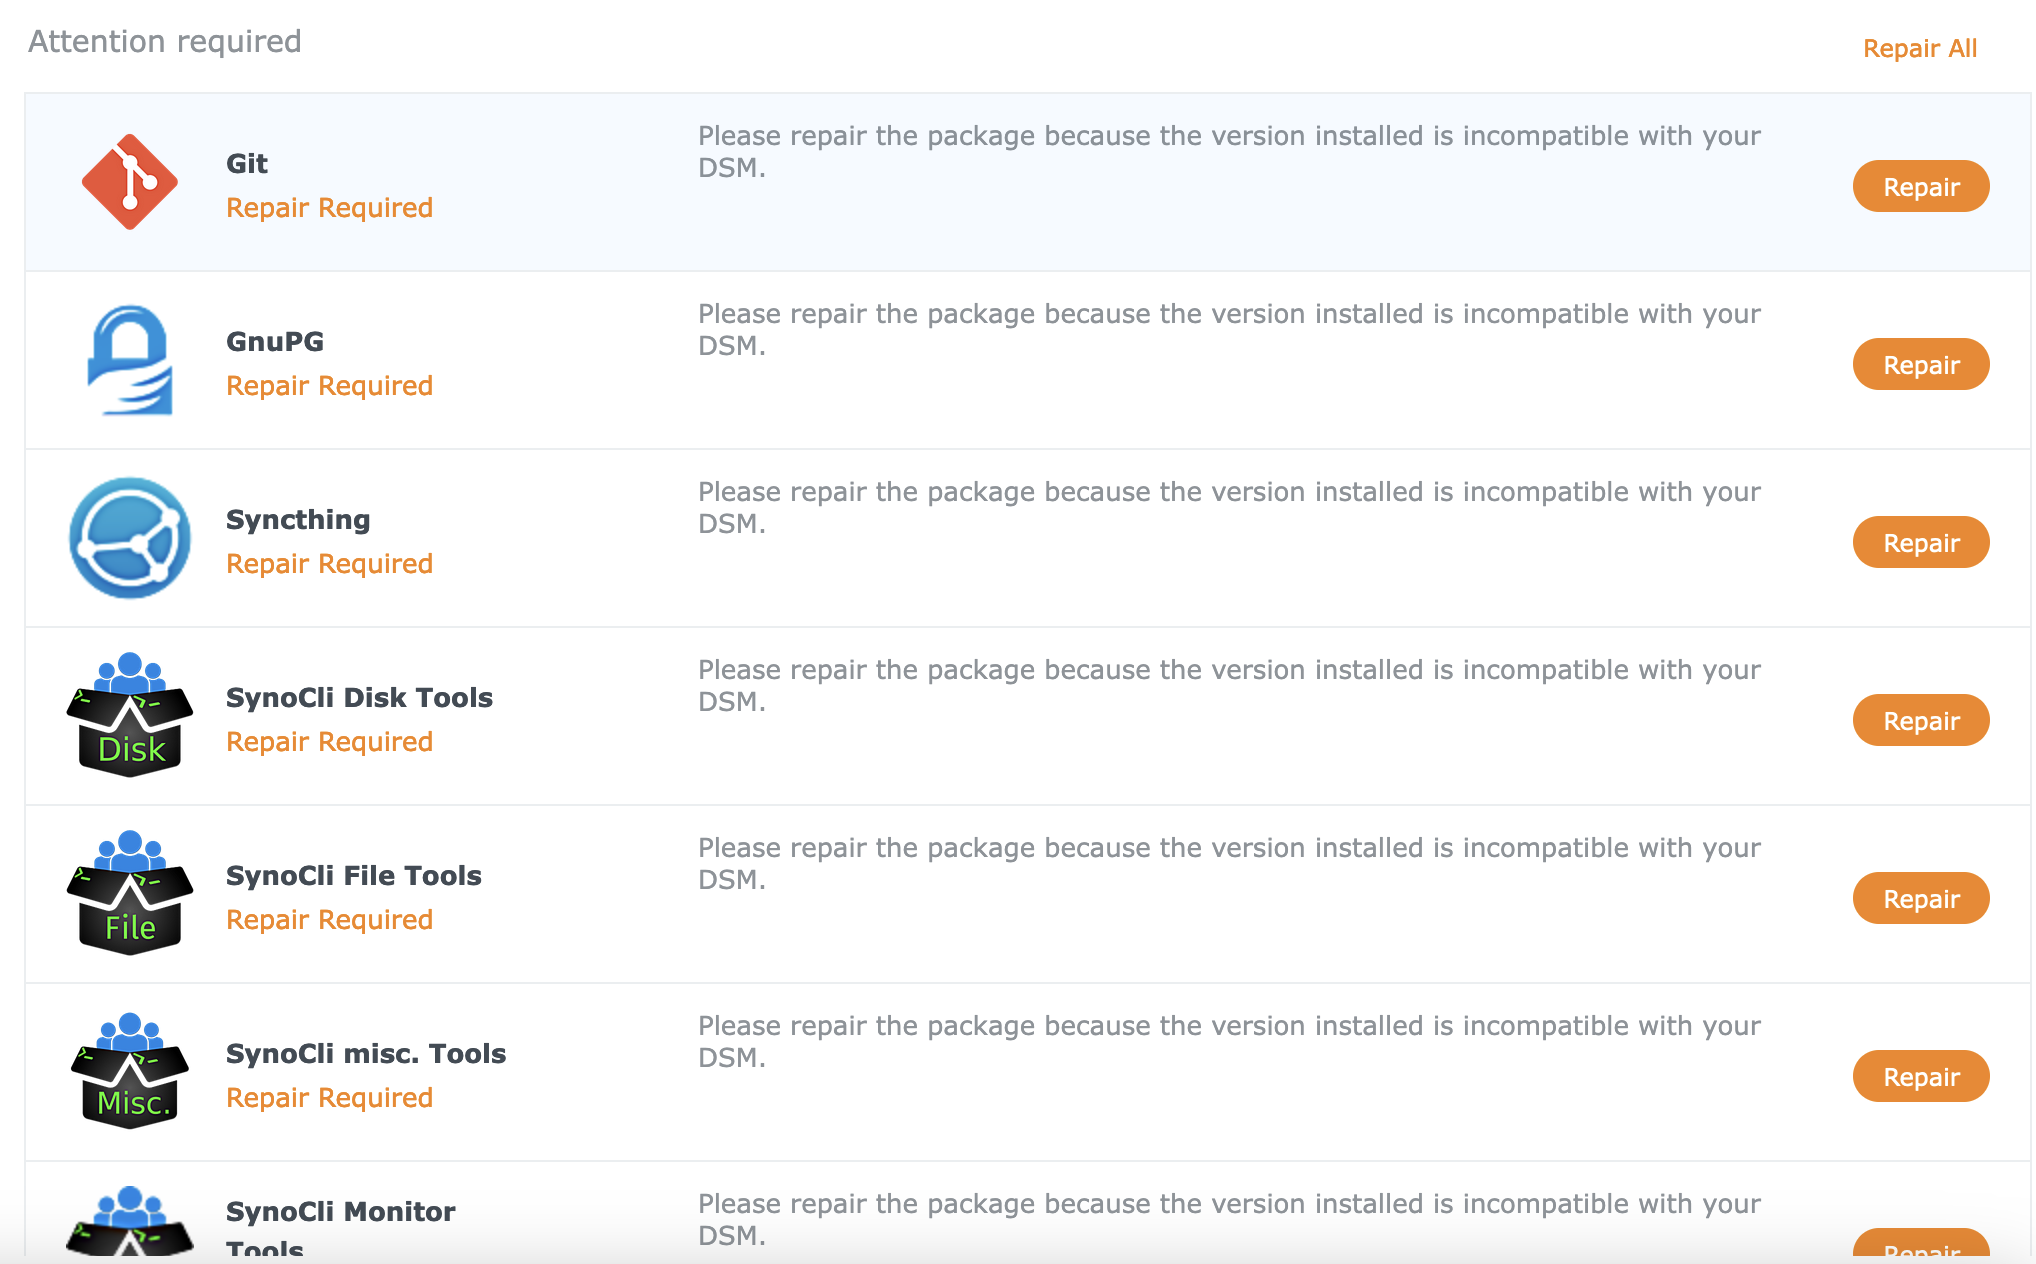 Attention required
Repair All
Git
Repair Required
Please repair the package because the version installed is incompatible with your
DSM.
Repair
GnuPG
Repair Required
Please repair the package because the version installed is incompatible with your
DSM.
Repair
Syncthing
Repair Required
Please repair the package because the version installed is incompatible with your
DSM.
Repair
Disk
SynoCli Disk Tools
Repair Required
Please repair the package because the version installed is incompatible with your
DSM.
Repair
File
SynoCli File Tools
Repair Required
Please repair the package because the version installed is incompatible with your
DSM.
Repair
Misc.
SynoCli misc. Tools
Repair Required
Please repair the package because the version installed is incompatible with your
DSM.
Repair
SynoCli Monitor
Tools
Please repair the package because the version installed is incompatible with your
DSM.
Repair